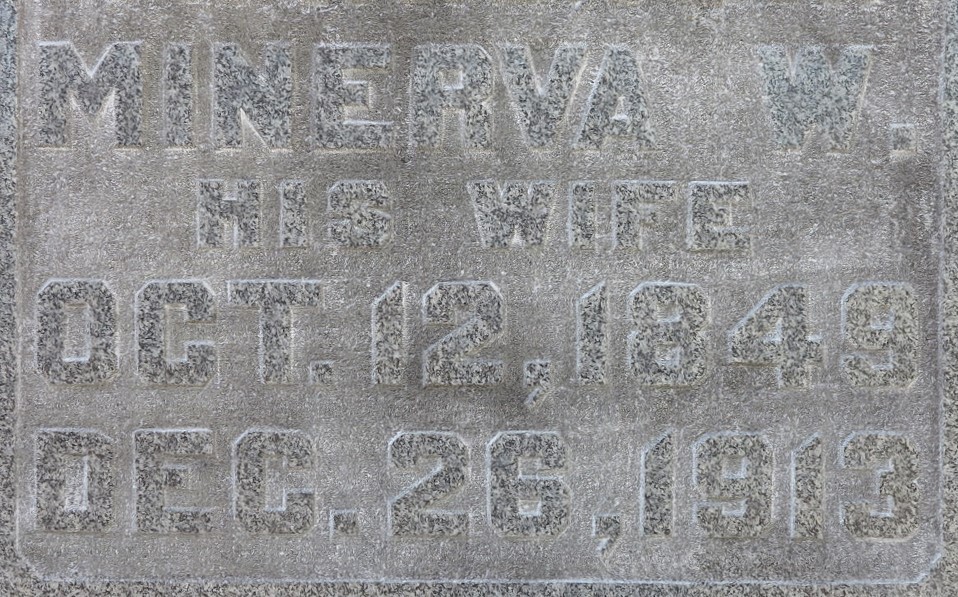 MINERVA W.
HIS WIFE
OCT. 12, 1849
DEC. 26, 1913